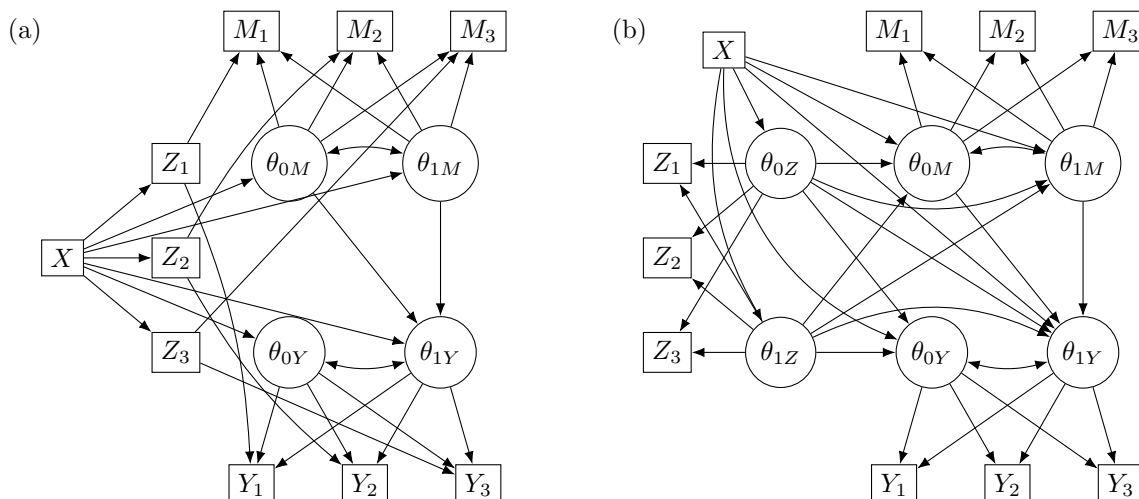 (a)
M₁ M₂ M₃
Z₁ θ₀M θ₁M
X Z₂
Z₃ θ₀Y θ₁Y
Y₁ Y₂ Y₃
(b)
X M₁ M₂ M₃
Z₁ θ₀Z θ₀M θ₁M
Z₂
Z₃ θ₁Z θ₀Y θ₁Y
Y₁ Y₂ Y₃